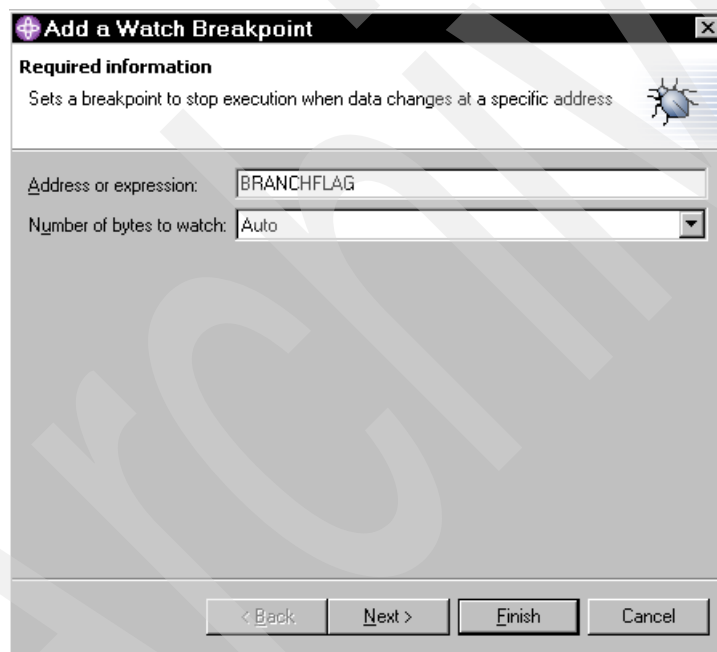 Add a Watch Breakpoint
Required information
Sets a breakpoint to stop execution when data changes at a specific address
Address or expression: BRANCHFLAG
Number of bytes to watch: Auto
< Back Next > Finish Cancel